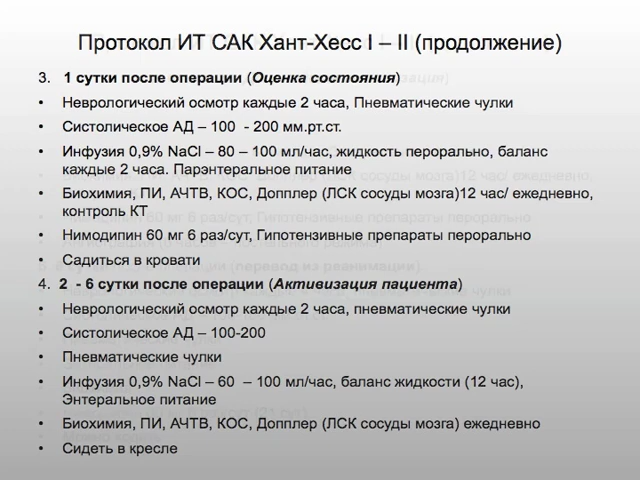 Протокол ИТ САК Хант-Хесс I – II (продолжение)
3. 1 сутки после операции (Оценка состояния)
• Неврологический осмотр каждые 2 часа, Пневматические чулки
• Систолическое АД – 100 - 200 мм.рт.ст.
• Инфузия 0,9% NaCl – 80 – 100 мл/час, жидкость перорально, баланс
каждые 2 часа. Парэнтеральное питание
• Биохимия, ПИ, АЧТВ, КОС, Допплер (ЛСК сосуды мозга)12 час/ ежедневно,
контроль КТ
• Нимодипин 60 мг 6 раз/сут, Гипотензивные препараты перорально
• Садиться в кровати
4. 2 - 6 сутки после операции (Активизация пациента)
• Неврологический осмотр каждые 2 часа, пневматические чулки
• Систолическое АД – 100-200
• Пневматические чулки
• Инфузия 0,9% NaCl – 60 – 100 мл/час, баланс жидкости (12 час),
Энтеральное питание
• Биохимия, ПИ, АЧТВ, КОС, Допплер (ЛСК сосуды мозга) ежедневно
• Сидеть в кресле